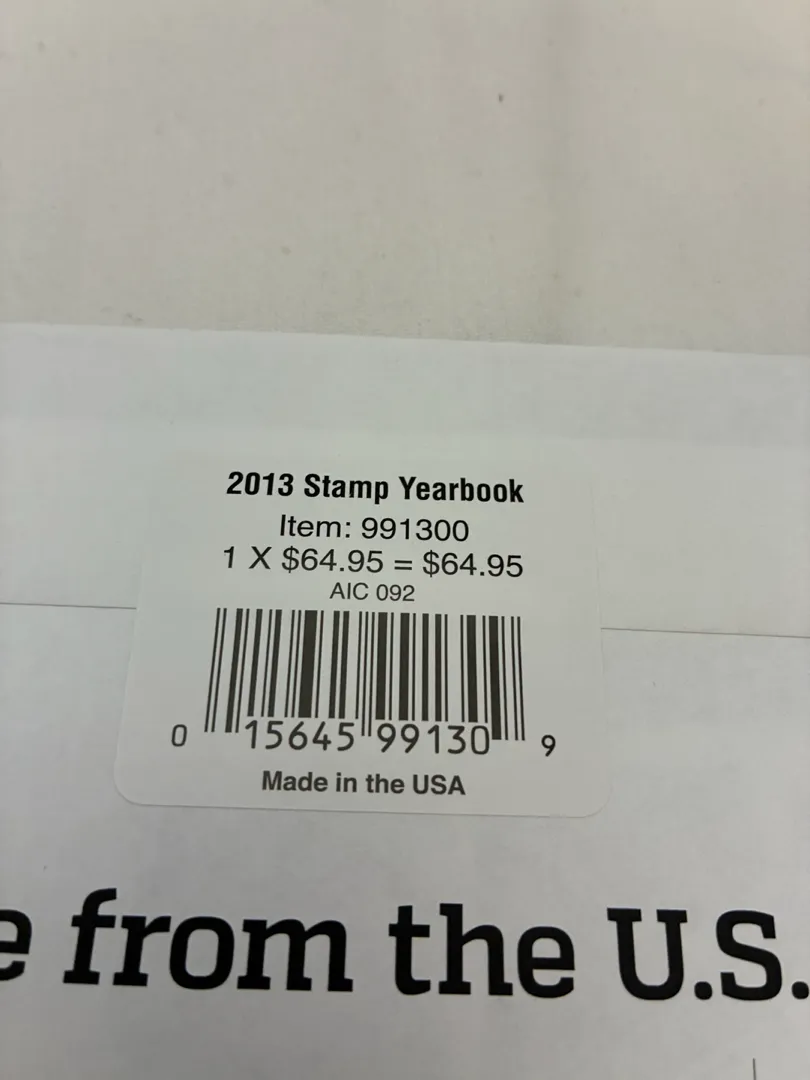 2013 Stamp Yearbook
Item: 991300
1 X $64.95 = $64.95
AIC 092
0 15645 99130 9
Made in the USA
from the U.S.